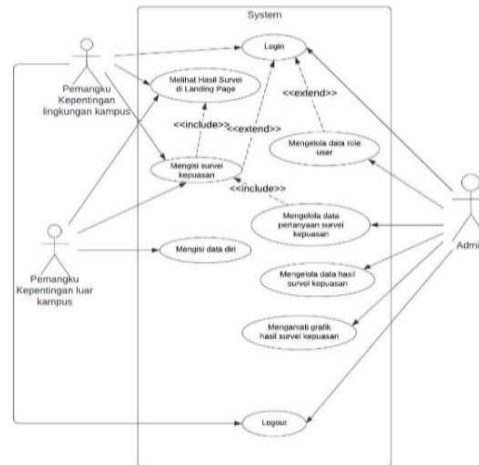 System
Login
Pemangku
Kepentingan
lingkungan kampus
Melihat Hasil Survei
di Landing Page
<<extend>>
<<include>>
<<extend>>
Mengelola data role
user
Mengisi survei
kepuasan
<<include>>
Mengelola data
pertanyaan survei
kepuasan
Admin
Pemangku
Kepentingan luar
kampus
Mengisi data diri
Mengelola data hasil
survei kepuasan
Mengamati grafik
hasil survei kepuasan
Logout